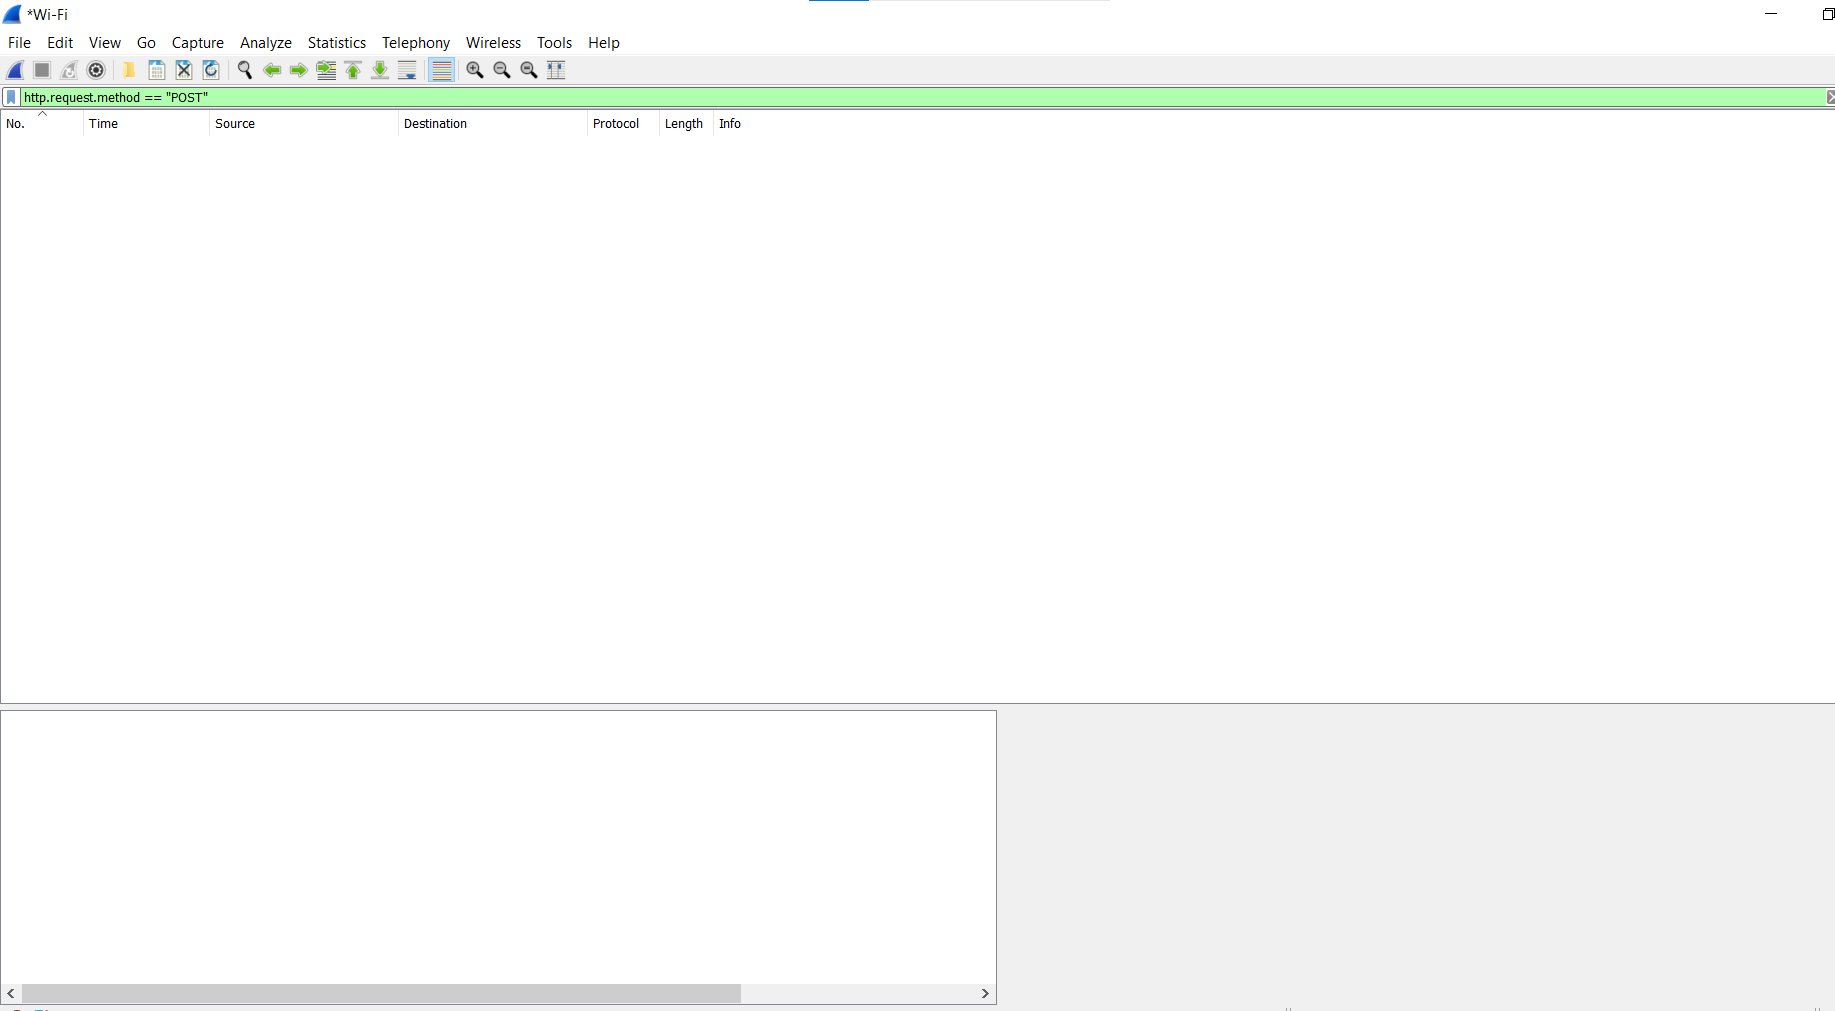 *Wi-Fi
File Edit View Go Capture Analyze Statistics Telephony Wireless Tools Help
http.request.method == "POST"
No. Time Source Destination Protocol Length Info